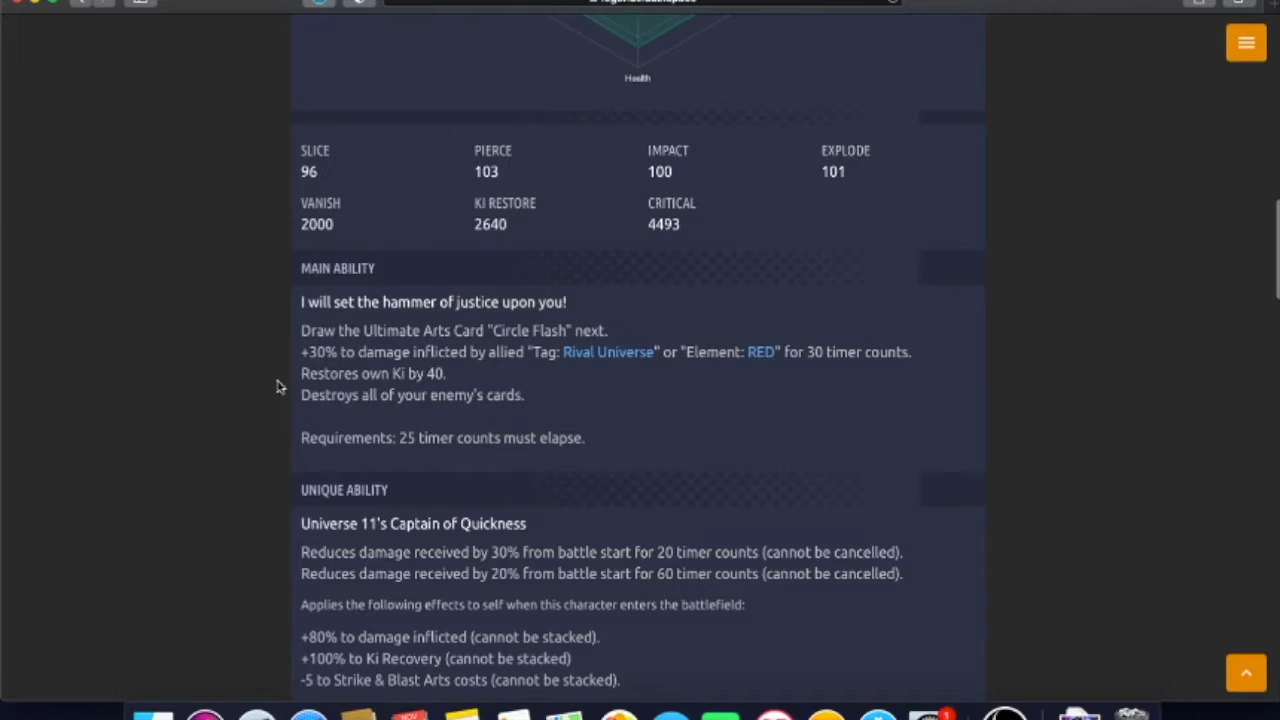 Health
SLICE PIERCE IMPACT EXPLODE
96 103 100 101
VANISH KI RESTORE CRITICAL
2000 2640 4493
MAIN ABILITY
I will set the hammer of justice upon you!
Draw the Ultimate Arts Card "Circle Flash" next.
+30% to damage inflicted by allied "Tag: Rival Universe" or "Element: RED" for 30 timer counts.
Restores own Ki by 40.
Destroys all of your enemy's cards.
Requirements: 25 timer counts must elapse.
UNIQUE ABILITY
Universe 11's Captain of Quickness
Reduces damage received by 30% from battle start for 20 timer counts (cannot be cancelled).
Reduces damage received by 20% from battle start for 60 timer counts (cannot be cancelled).
Applies the following effects to self when this character enters the battlefield:
+80% to damage inflicted (cannot be stacked).
+100% to Ki Recovery (cannot be stacked)
-5 to Strike & Blast Arts costs (cannot be stacked).
NOV
1